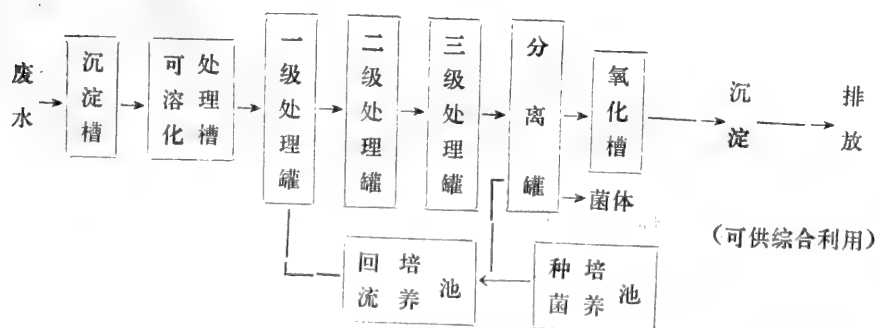 废水
沉淀槽
可溶化处理槽
一级处理罐
二级处理罐
三级处理罐
分离罐
氧化槽
沉淀
排放
菌体
(可供综合利用)
回流培养池
种菌培养池